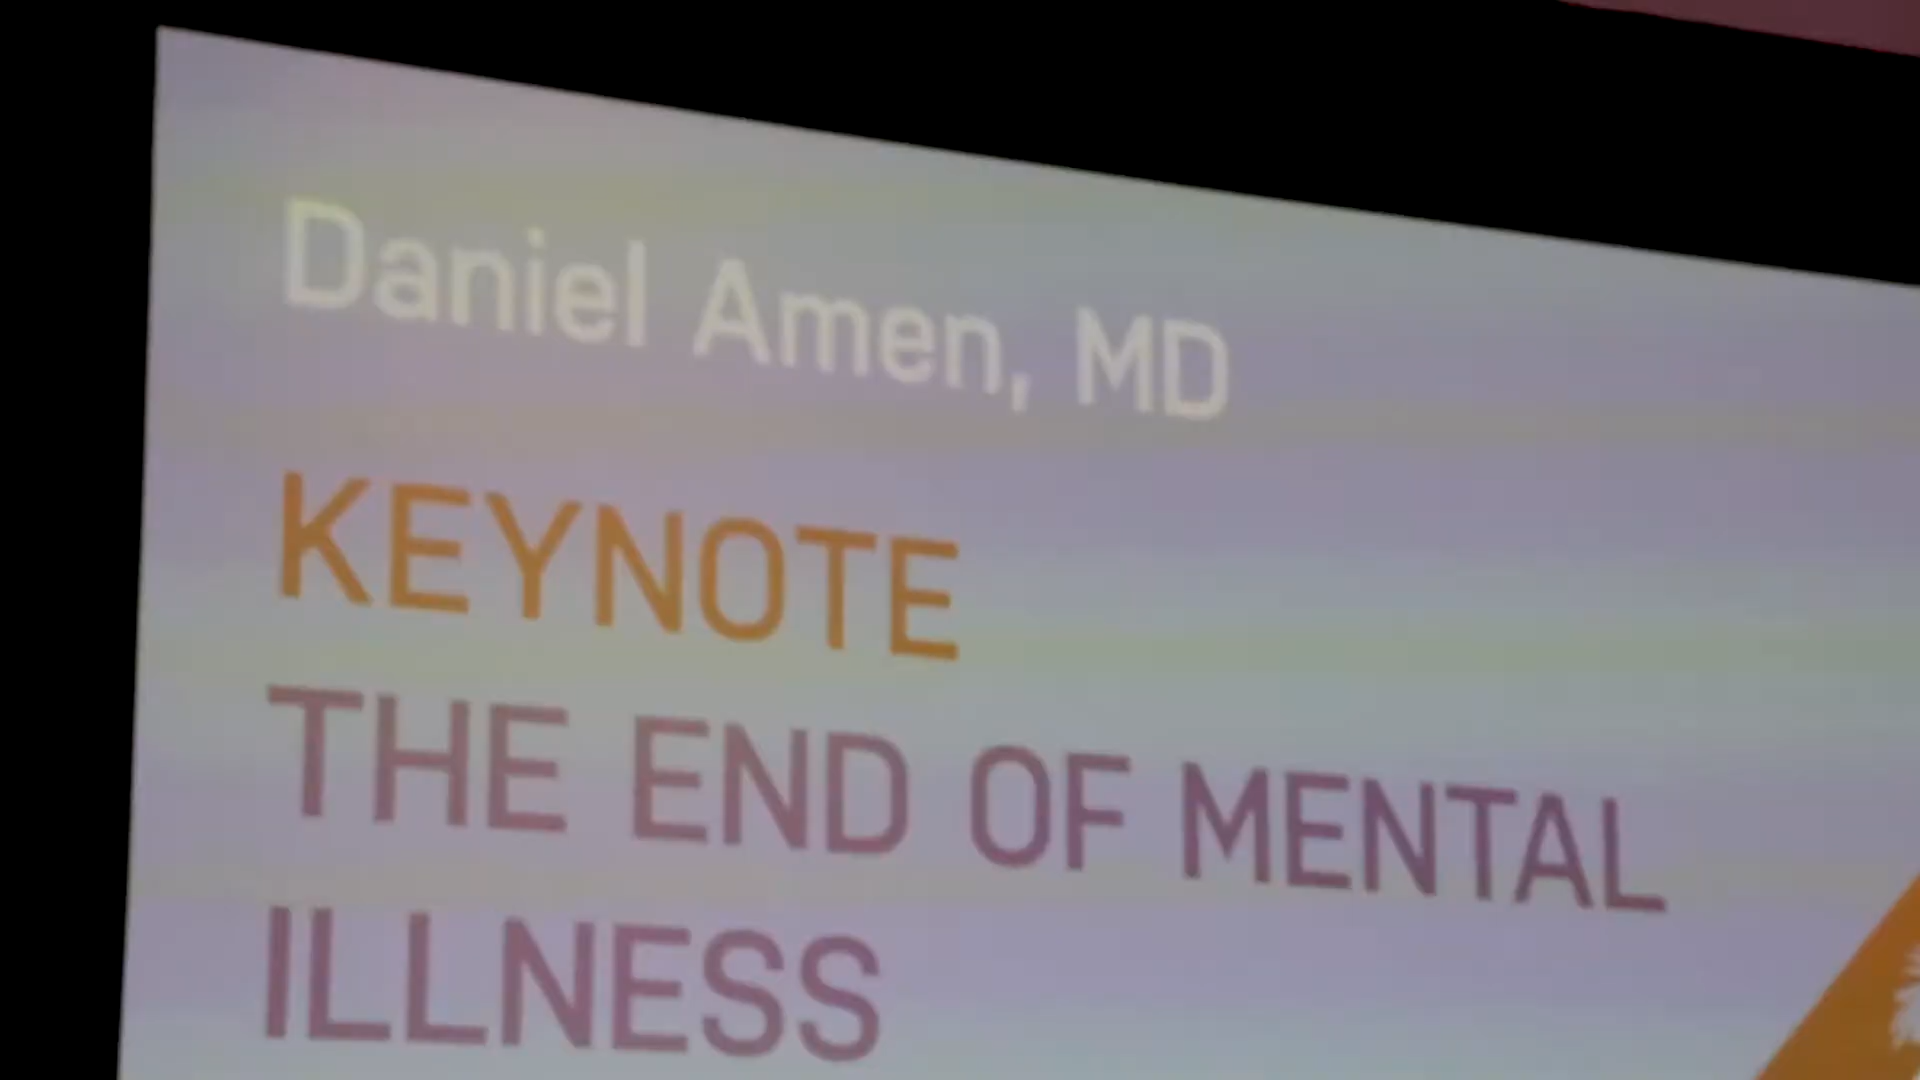 Daniel Amen, MD
KEYNOTE
THE END OF MENTAL
ILLNESS